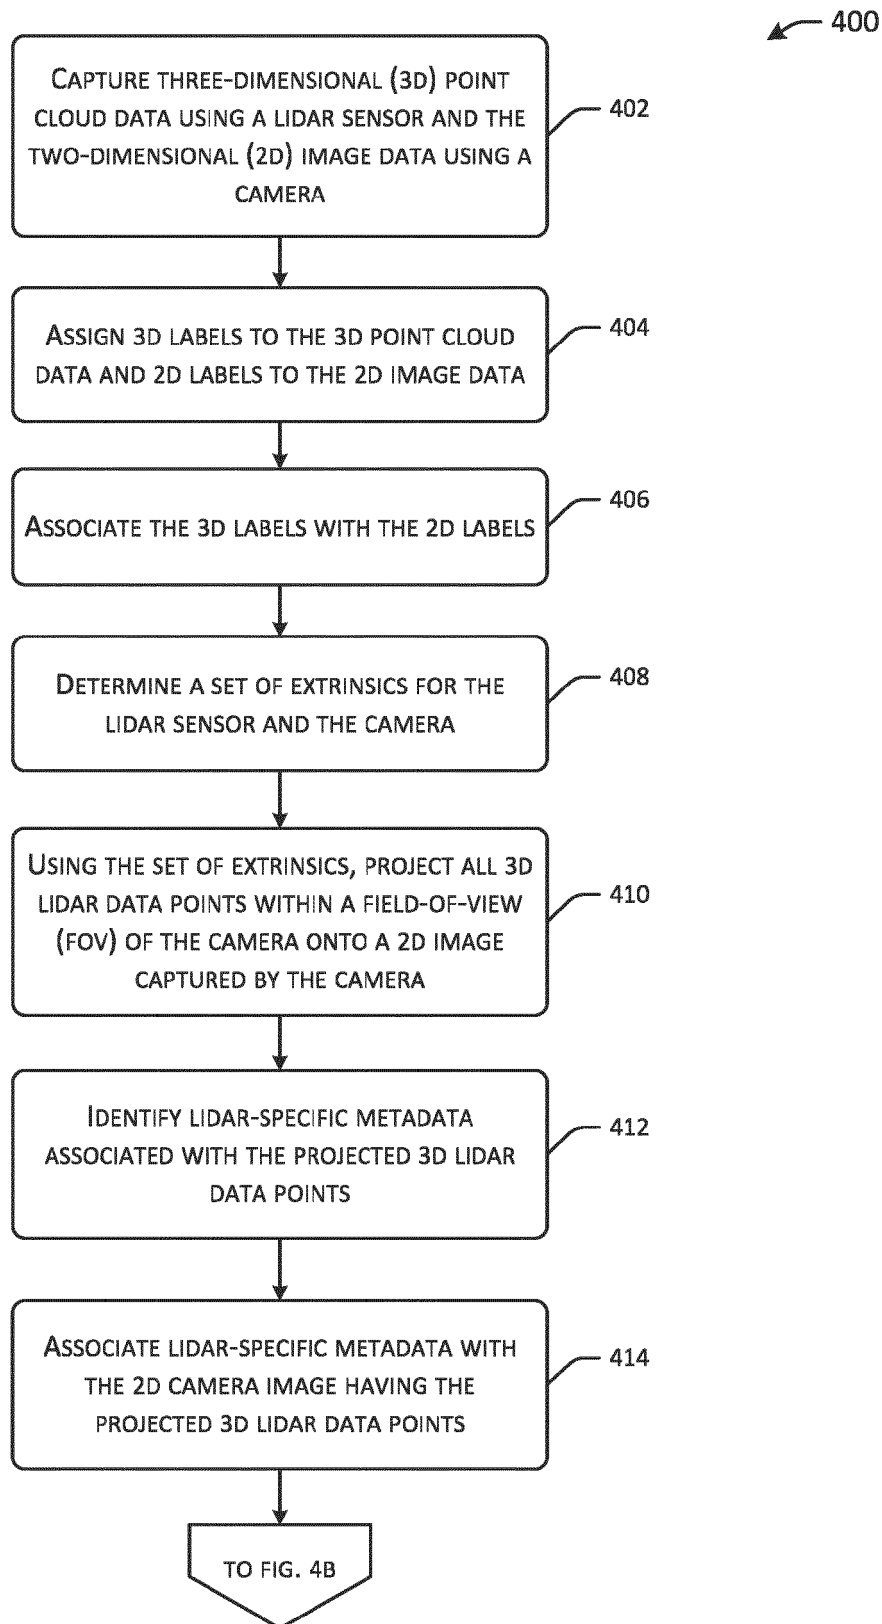 400
CAPTURE THREE-DIMENSIONAL (3D) POINT
CLOUD DATA USING A LIDAR SENSOR AND THE
TWO-DIMENSIONAL (2D) IMAGE DATA USING A
CAMERA
402
ASSIGN 3D LABELS TO THE 3D POINT CLOUD
DATA AND 2D LABELS TO THE 2D IMAGE DATA
404
ASSOCIATE THE 3D LABELS WITH THE 2D LABELS
406
DETERMINE A SET OF EXTRINSICS FOR THE
LIDAR SENSOR AND THE CAMERA
408
USING THE SET OF EXTRINSICS, PROJECT ALL 3D
LIDAR DATA POINTS WITHIN A FIELD-OF-VIEW
(FOV) OF THE CAMERA ONTO A 2D IMAGE
CAPTURED BY THE CAMERA
410
IDENTIFY LIDAR-SPECIFIC METADATA
ASSOCIATED WITH THE PROJECTED 3D LIDAR
DATA POINTS
412
ASSOCIATE LIDAR-SPECIFIC METADATA WITH
THE 2D CAMERA IMAGE HAVING THE
PROJECTED 3D LIDAR DATA POINTS
414
TO FIG. 4B